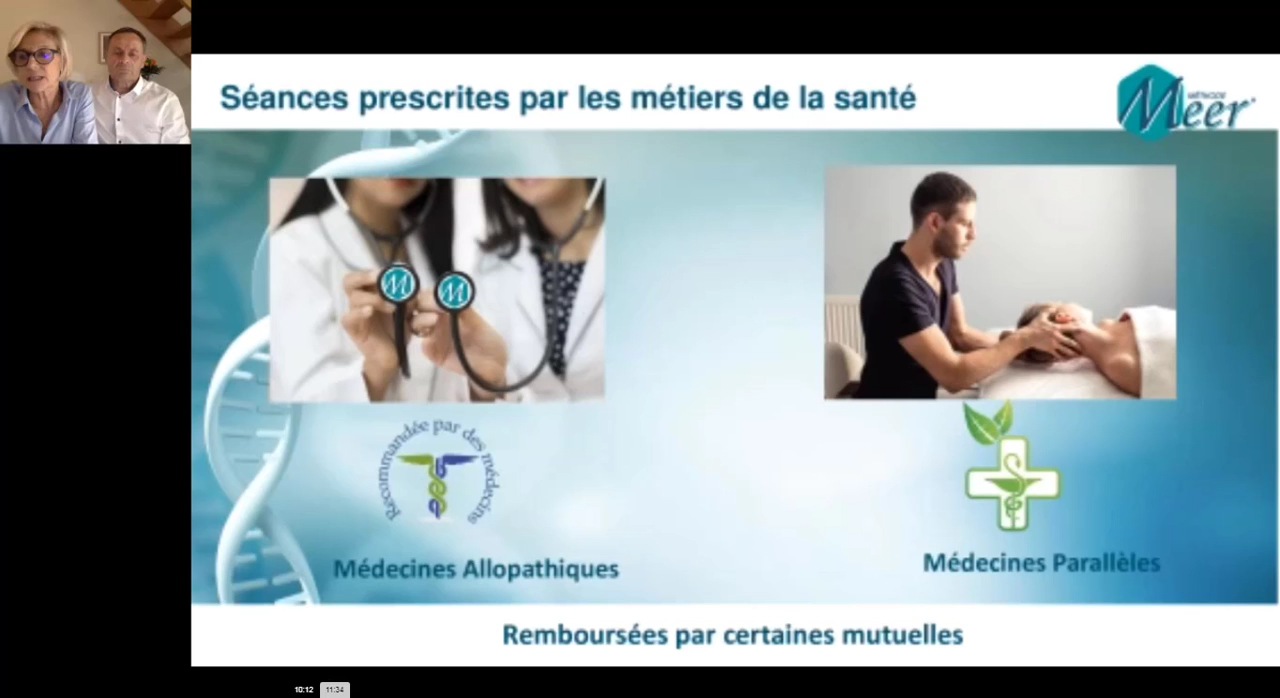 Séances prescrites par les métiers de la santé
MÉTHODE
Meer®
M
M
Recommandée par des médecins
Médecines Allopathiques
Médecines Parallèles
Remboursées par certaines mutuelles
10:12
11:34